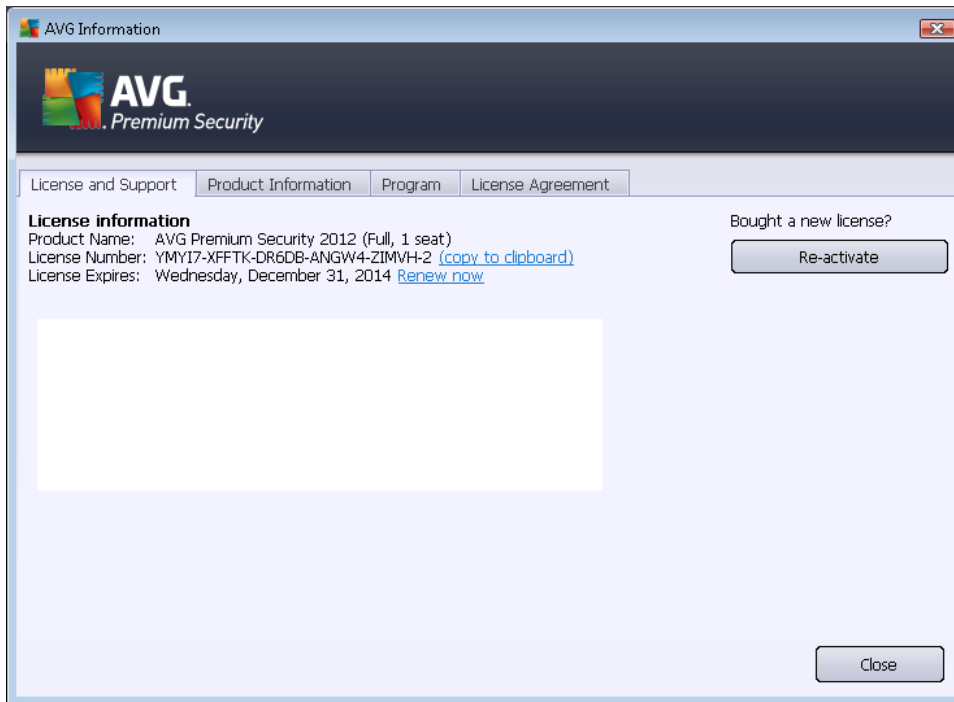 AVG Information
AVG.
Premium Security
License and Support
Product Information
Program
License Agreement
License information
Product Name: AVG Premium Security 2012 (Full, 1 seat)
License Number: YMYI7-XFFTK-DR6DB-ANGW4-ZIMVH-2 (copy to clipboard)
License Expires: Wednesday, December 31, 2014 Renew now
Bought a new license?
Re-activate
Close